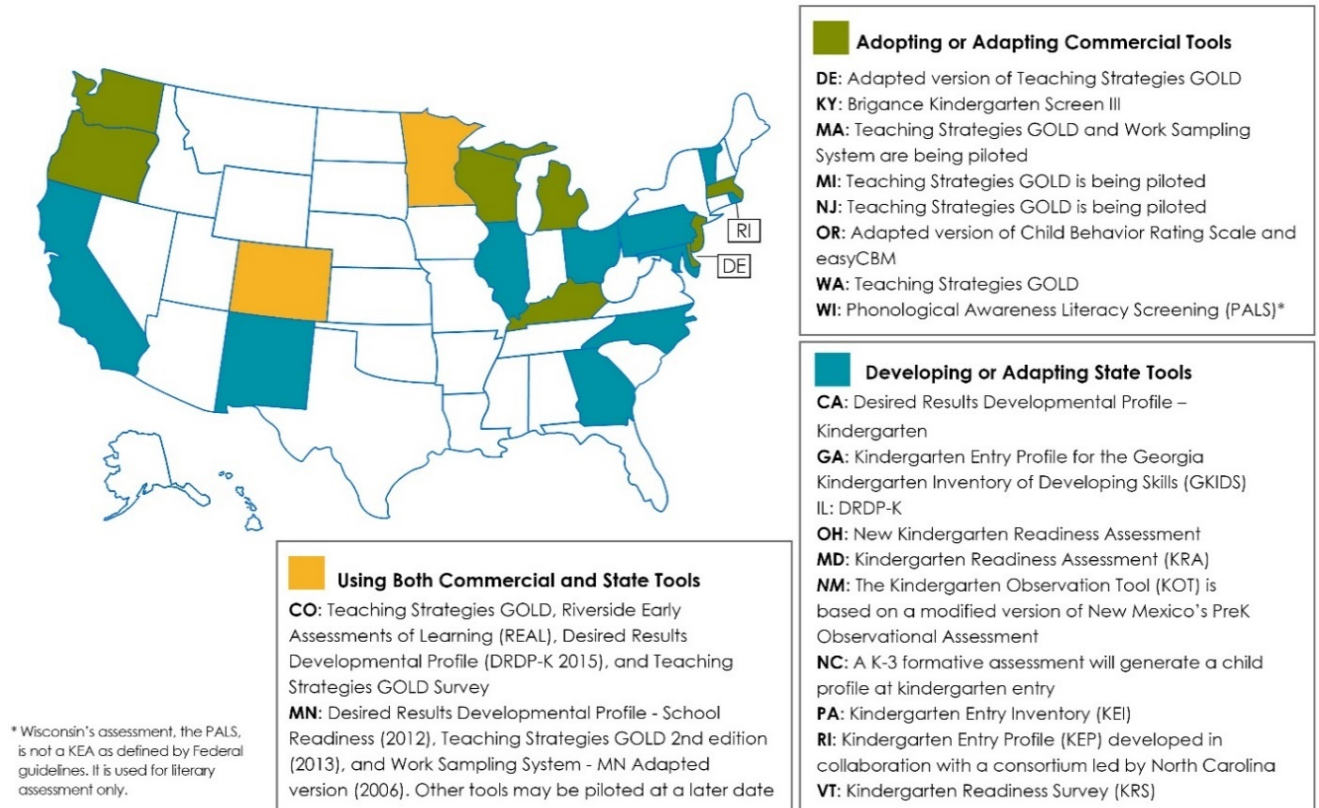 RI
DE
Adopting or Adapting Commercial Tools
DE: Adapted version of Teaching Strategies GOLD
KY: Brigance Kindergarten Screen III
MA: Teaching Strategies GOLD and Work Sampling
System are being piloted
MI: Teaching Strategies GOLD is being piloted
NJ: Teaching Strategies GOLD is being piloted
OR: Adapted version of Child Behavior Rating Scale and
easyCBM
WA: Teaching Strategies GOLD
WI: Phonological Awareness Literacy Screening (PALS)*
Developing or Adapting State Tools
CA: Desired Results Developmental Profile –
Kindergarten
GA: Kindergarten Entry Profile for the Georgia
Kindergarten Inventory of Developing Skills (GKIDS)
IL: DRDP-K
OH: New Kindergarten Readiness Assessment
MD: Kindergarten Readiness Assessment (KRA)
NM: The Kindergarten Observation Tool (KOT) is
based on a modified version of New Mexico's PreK
Observational Assessment
NC: A K-3 formative assessment will generate a child
profile at kindergarten entry
PA: Kindergarten Entry Inventory (KEI)
RI: Kindergarten Entry Profile (KEP) developed in
collaboration with a consortium led by North Carolina
VT: Kindergarten Readiness Survey (KRS)
Using Both Commercial and State Tools
CO: Teaching Strategies GOLD, Riverside Early
Assessments of Learning (REAL), Desired Results
Developmental Profile (DRDP-K 2015), and Teaching
Strategies GOLD Survey
MN: Desired Results Developmental Profile - School
Readiness (2012), Teaching Strategies GOLD 2nd edition
(2013), and Work Sampling System - MN Adapted
version (2006). Other tools may be piloted at a later date
* Wisconsin's assessment, the PALS,
is not a KEA as defined by Federal
guidelines. It is used for literary
assessment only.